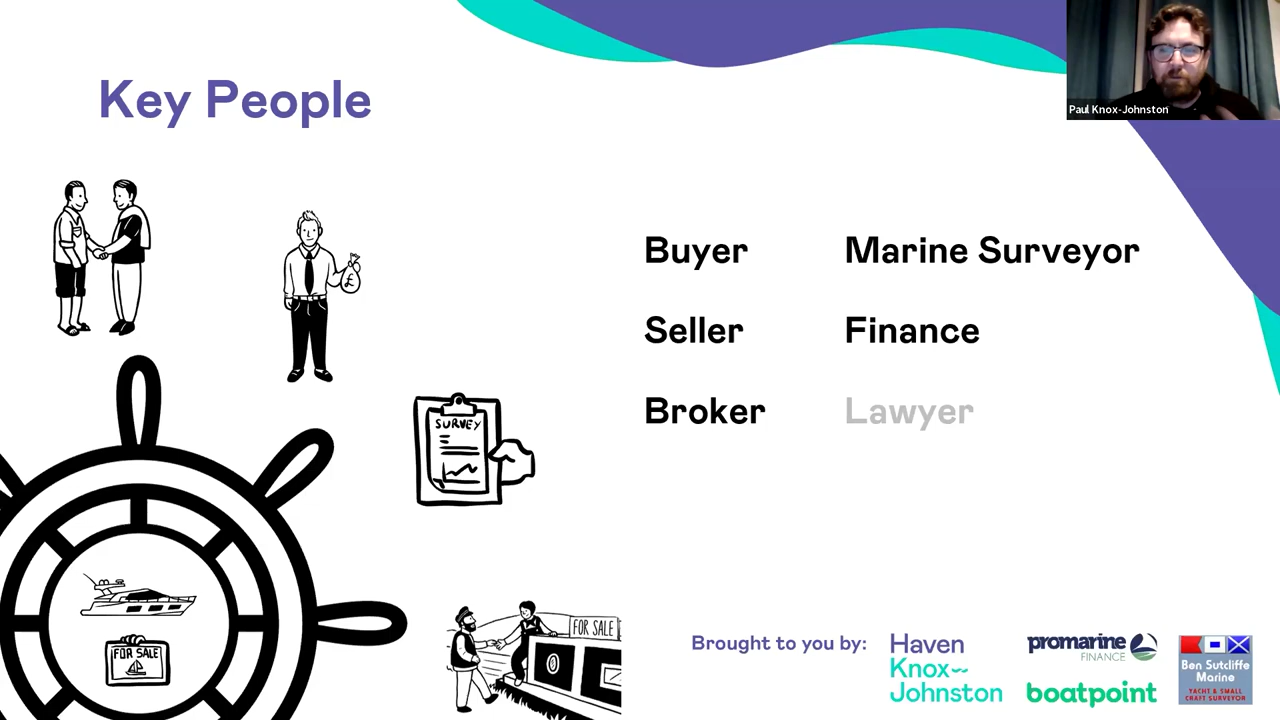 Key People
Paul Knox-Johnston
Buyer
Marine Surveyor
Seller
Finance
Broker
Lawyer
£
SURVEY
FOR SALE
FOR SALE
Brought to you by:
Haven
Knox
Johnston
promarine
FINANCE
boatpoint
Ben Sutcliffe
Marine
YACHT & SMALL
CRAFT SURVEYOR